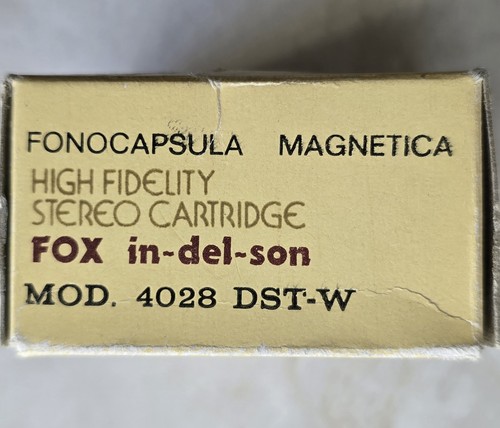 FONOCAPSULA MAGNETICA
HIGH FIDELITY
STEREO CARTRIDGE
FOX in-del-son
MOD. 4028 DST-W